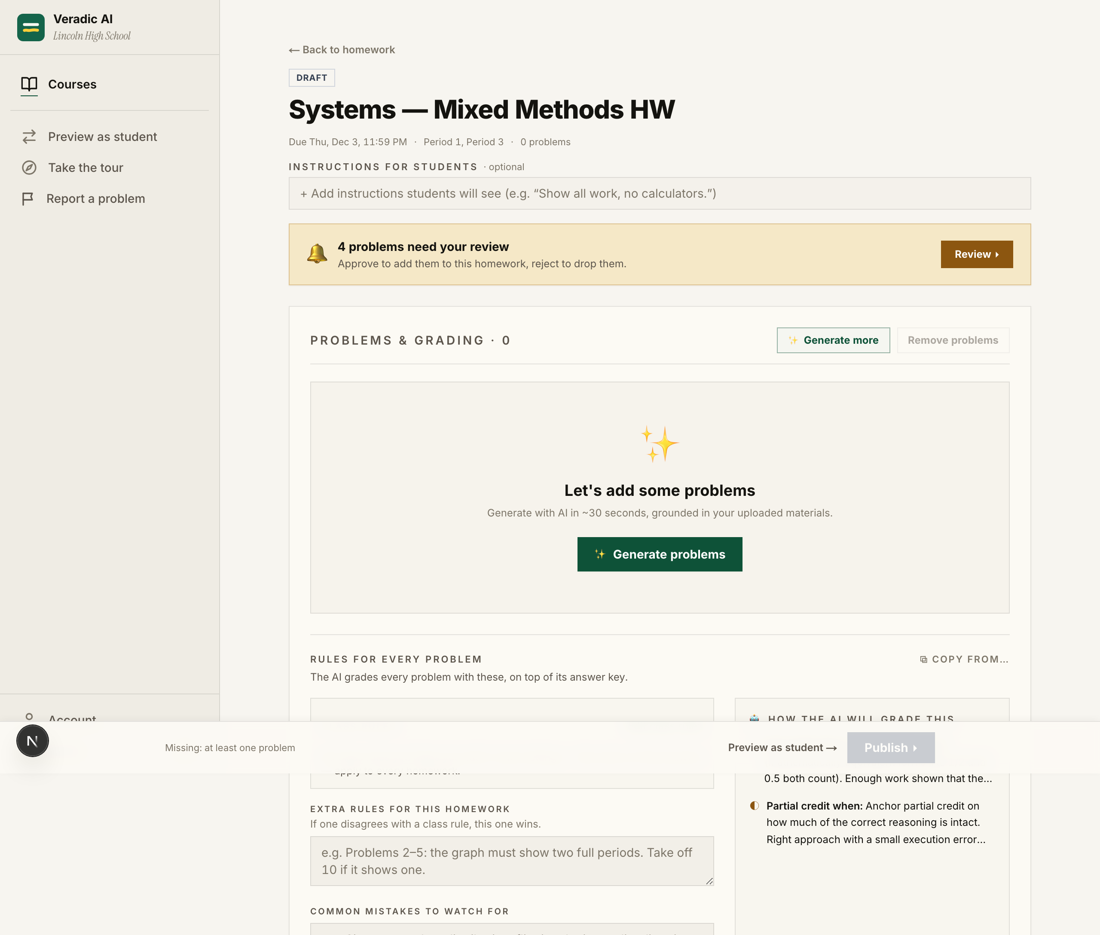 Veradic AI
Lincoln High School
Courses
Preview as student
Take the tour
Report a problem
Account
N
← Back to homework
DRAFT
Systems — Mixed Methods HW
Due Thu, Dec 3, 11:59 PM · Period 1, Period 3 · 0 problems
INSTRUCTIONS FOR STUDENTS · optional
+ Add instructions students will see (e.g. “Show all work, no calculators.”)
4 problems need your review
Approve to add them to this homework, reject to drop them.
Review ›
PROBLEMS & GRADING · 0
Generate more
Remove problems
Let's add some problems
Generate with AI in ~30 seconds, grounded in your uploaded materials.
Generate problems
RULES FOR EVERY PROBLEM
COPY FROM…
The AI grades every problem with these, on top of its answer key.
HOW THE AI WILL GRADE THIS
Missing: at least one problem
Preview as student →
Publish ›
apply to every homework.
0.5 both count). Enough work shown that the…
Partial credit when: Anchor partial credit on
how much of the correct reasoning is intact.
Right approach with a small execution error…
EXTRA RULES FOR THIS HOMEWORK
If one disagrees with a class rule, this one wins.
e.g. Problems 2–5: the graph must show two full periods. Take off
10 if it shows one.
COMMON MISTAKES TO WATCH FOR